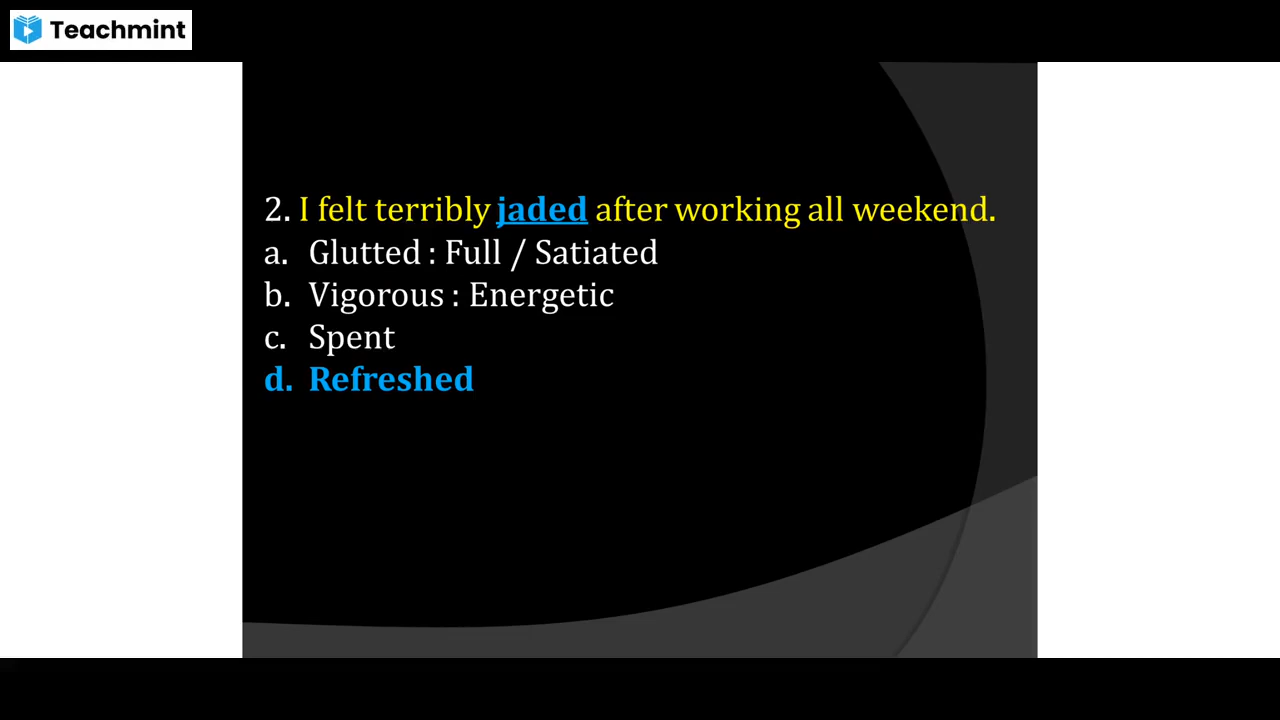 Teachmint
2. I felt terribly jaded after working all weekend.
a. Glutted : Full / Satiated
b. Vigorous : Energetic
c. Spent
d. Refreshed